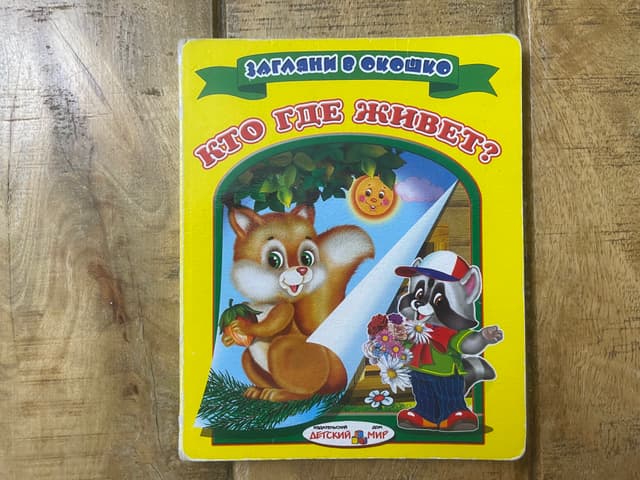 ЗАГЛЯНИ В ОКОШКО
КТО ГДЕ ЖИВЕТ?
ИЗДАТЕЛЬСКИЙ ДОМ
ДЕТСКИЙ МИР